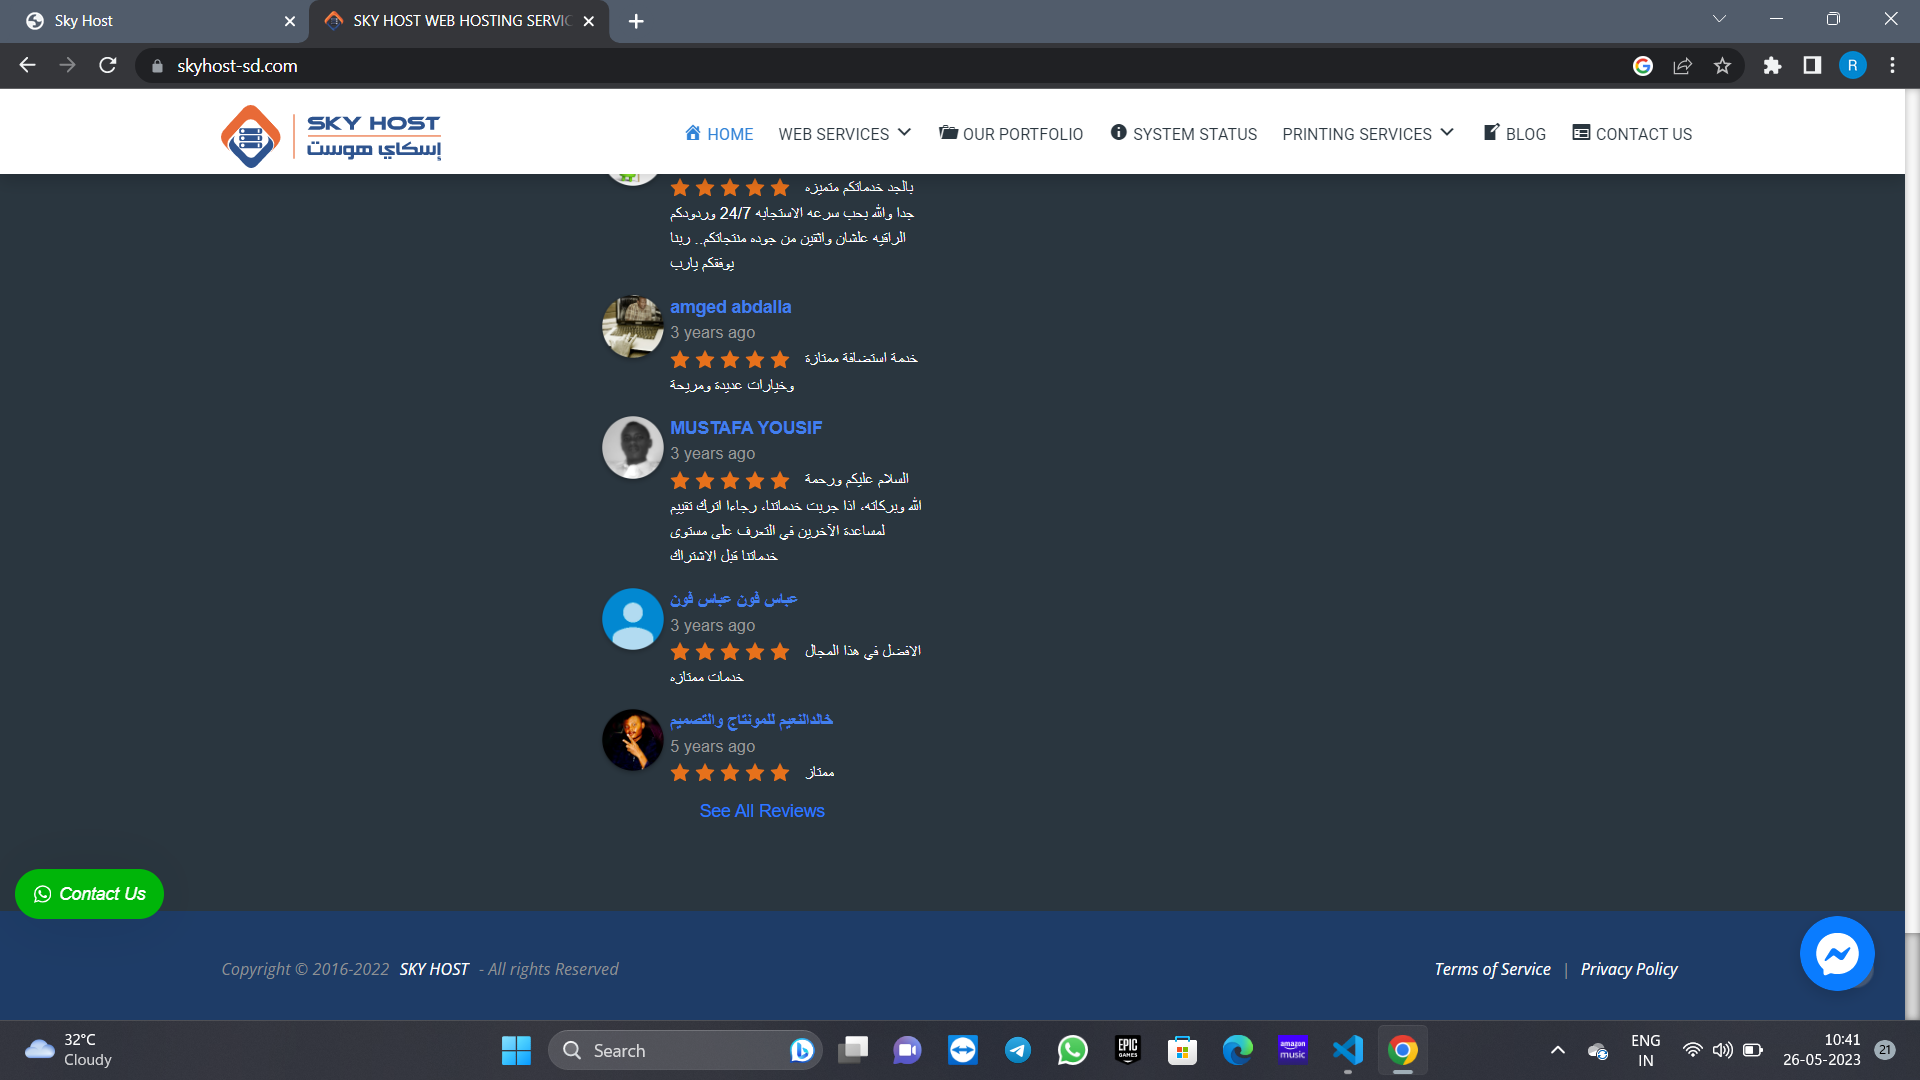 Sky Host
SKY HOST WEB HOSTING SERVIC
skyhost-sd.com
R
SKY HOST
إسكاي هوست
HOME
WEB SERVICES
OUR PORTFOLIO
SYSTEM STATUS
PRINTING SERVICES
BLOG
CONTACT US
بالجد خدماتكم متميزه
جدا والله بحب سرعه الاستجابه 24/7 وردودكم
الراقيه علشان واثقين من جوده منتجاتكم.. ربنا
يوفقكم يارب
amged abdalla
3 years ago
خدمة استضافة ممتازة
وخيارات عديدة ومريحة
MUSTAFA YOUSIF
3 years ago
السلام عليكم ورحمة
الله وبركاته، اذا جربت خدماتنا، رجاءا اترك تقييم
لمساعدة الآخرين في التعرف على مستوى
خدماتنا قبل الاشتراك
عباس فون عباس فون
3 years ago
الافضل في هذا المجال
خدمات ممتازه
خالدالنعيم للمونتاج والتصميم
5 years ago
ممتاز
See All Reviews
Contact Us
Copyright © 2016-2022 SKY HOST - All rights Reserved
Terms of Service | Privacy Policy
32°C
Cloudy
Search
EPIC
GAMES
amazon
music
ENG
IN
10:41
26-05-2023
21